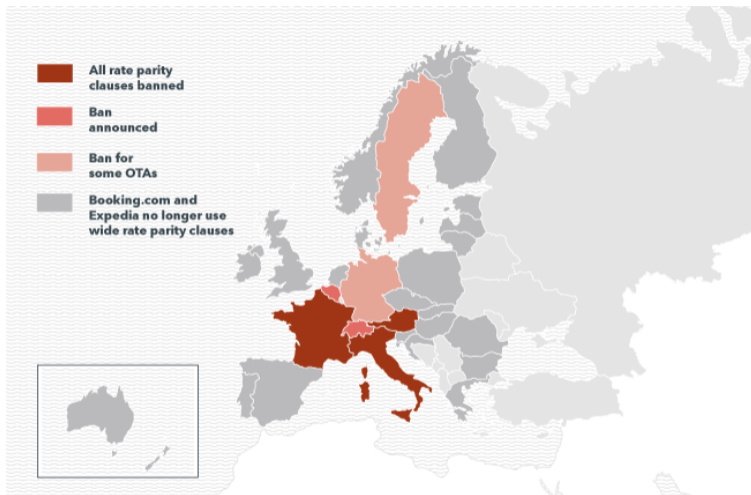 All rate parity
clauses banned
Ban
announced
Ban for
some OTAs
Booking.com and
Expedia no longer use
wide rate parity clauses